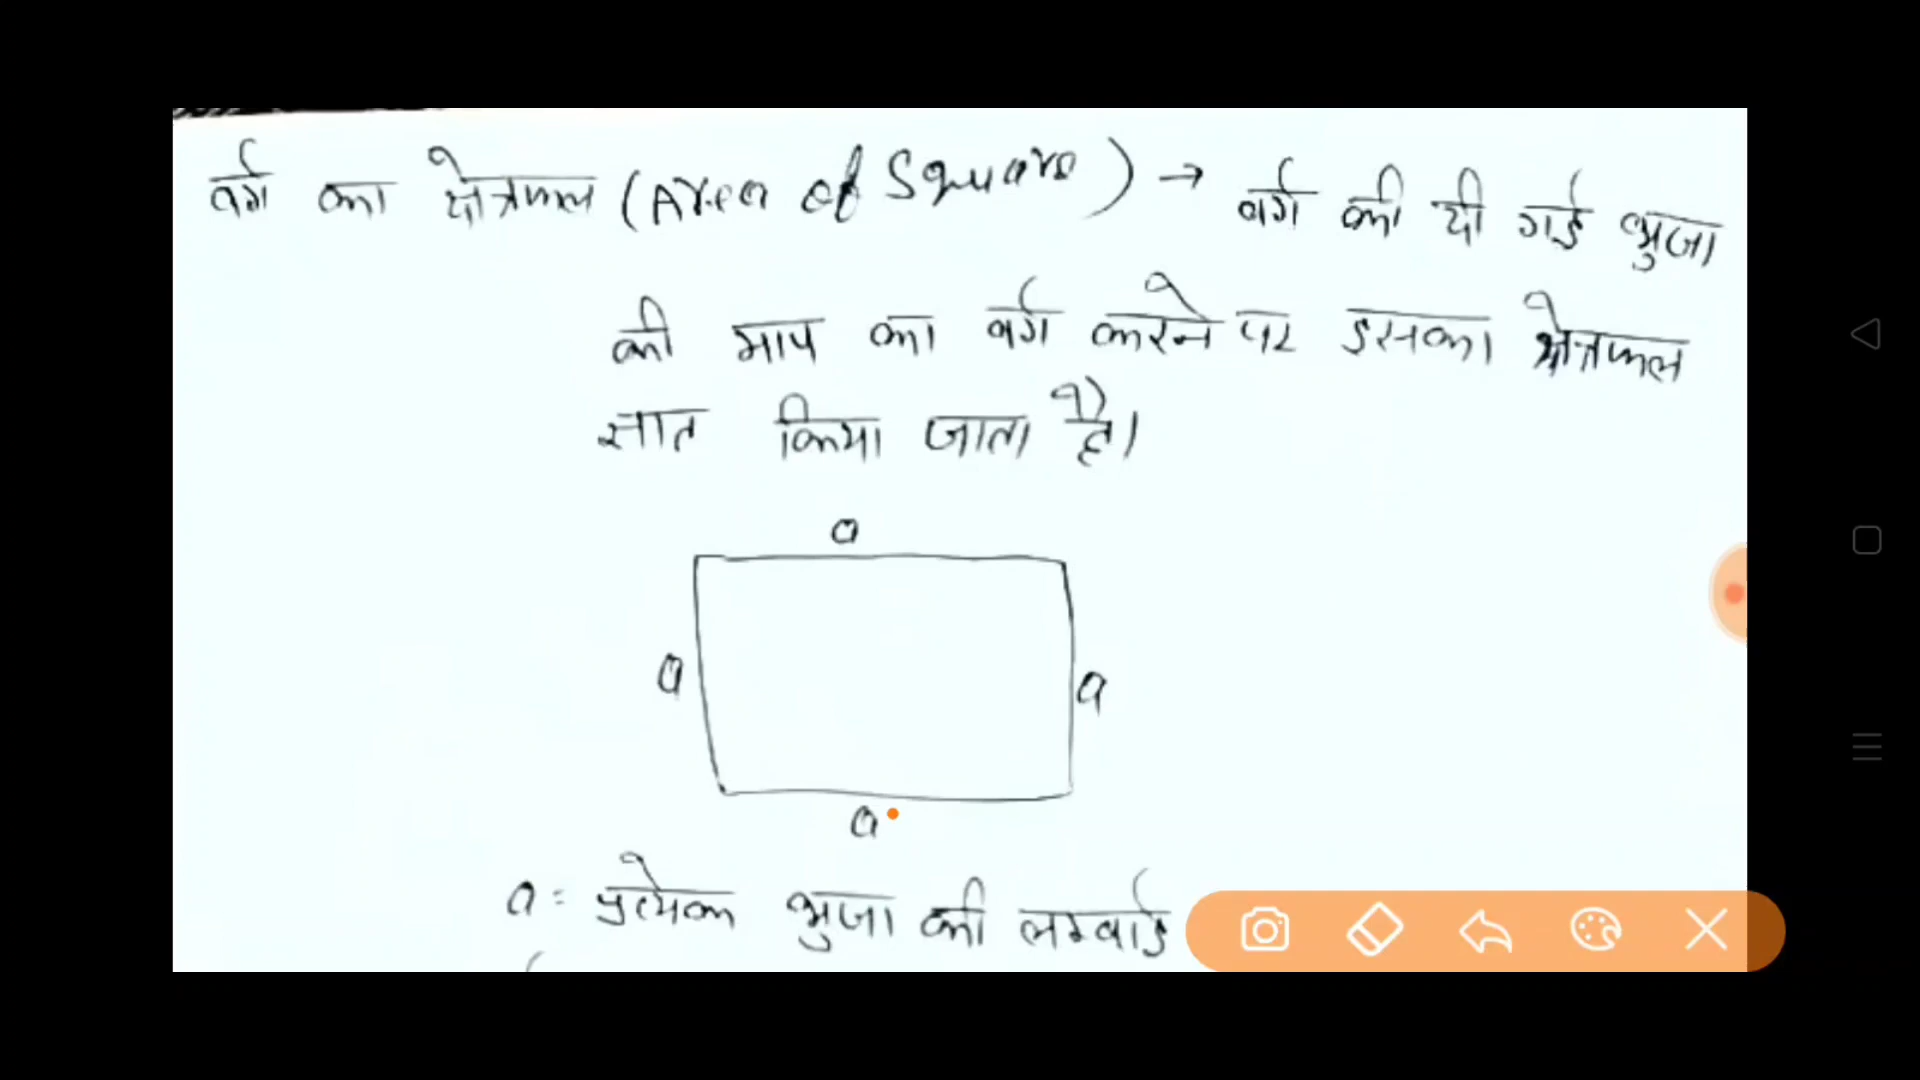 वर्ग का क्षेत्रफल (Area of Square) → वर्ग की दी गई भुजा
की माप का वर्ग करने पर इसका क्षेत्रफल
ज्ञात किया जाता है।
a
a
a
a
a = प्रत्येक भुजा की लम्बाई